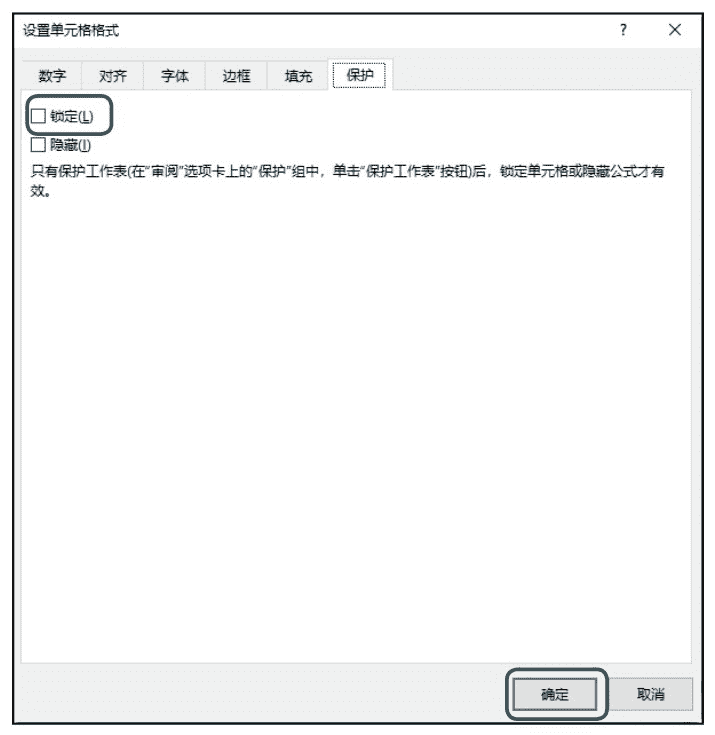 设置单元格格式 ? ×
数字 对齐 字体 边框 填充 保护
锁定(L)
隐藏(I)
只有保护工作表(在“审阅”选项卡上的“保护”组中，单击“保护工作表”按钮)后，锁定单元格或隐藏公式才有
效。
确定 取消